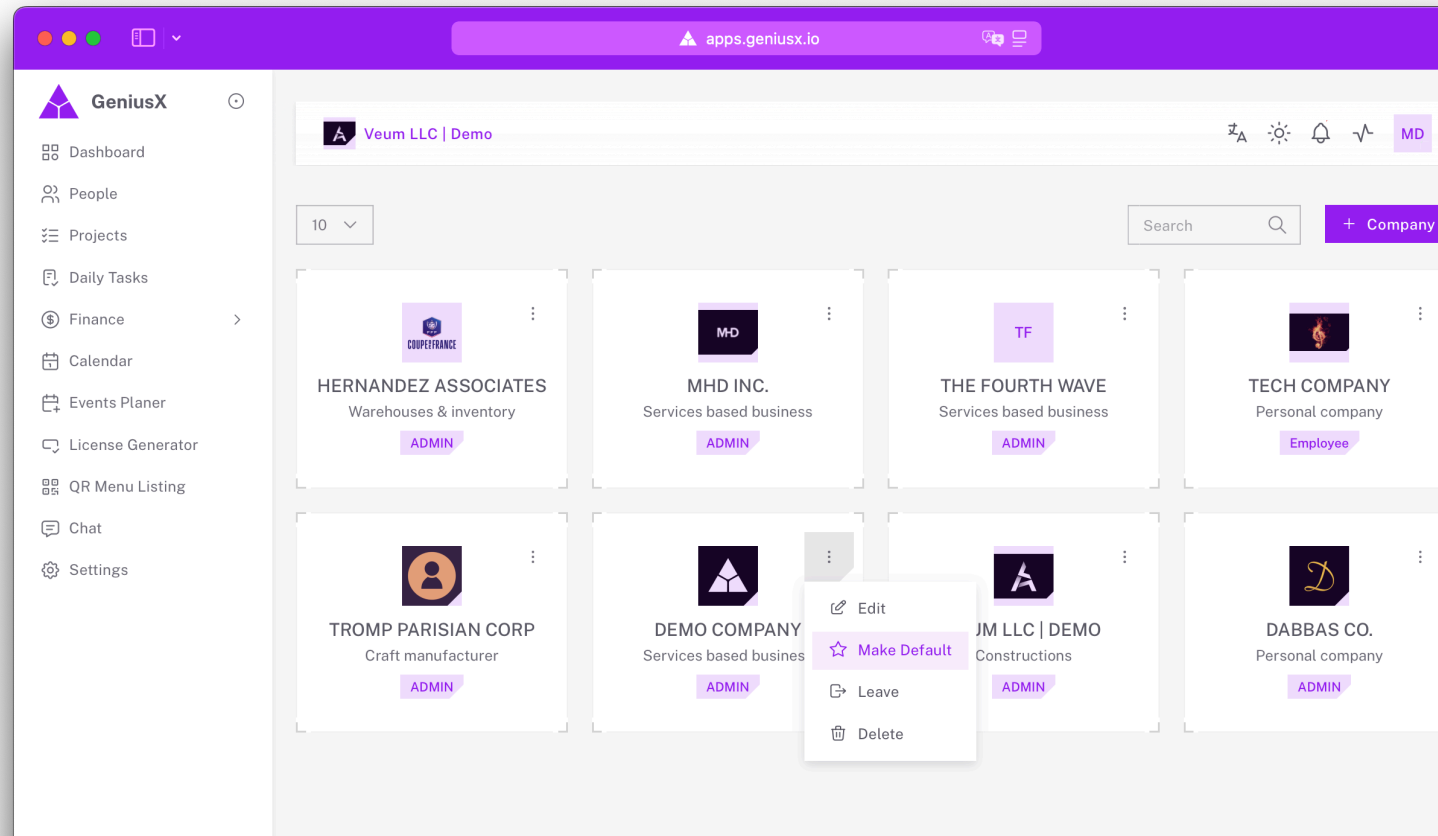 apps.geniusx.io
GeniusX
Veum LLC | Demo
MD
Dashboard
People
Projects
Daily Tasks
Finance
Calendar
Events Planer
License Generator
QR Menu Listing
Chat
Settings
10
Search
+ Company
COUPE DE FRANCE
HERNANDEZ ASSOCIATES
Warehouses & inventory
ADMIN
MHD
MHD INC.
Services based business
ADMIN
TF
THE FOURTH WAVE
Services based business
ADMIN
TECH COMPANY
Personal company
Employee
TROMP PARISIAN CORP
Craft manufacturer
ADMIN
DEMO COMPANY
Services based busines
ADMIN
Edit
Make Default
Leave
Delete
UM LLC | DEMO
Constructions
ADMIN
D
DABBAS CO.
Personal company
ADMIN